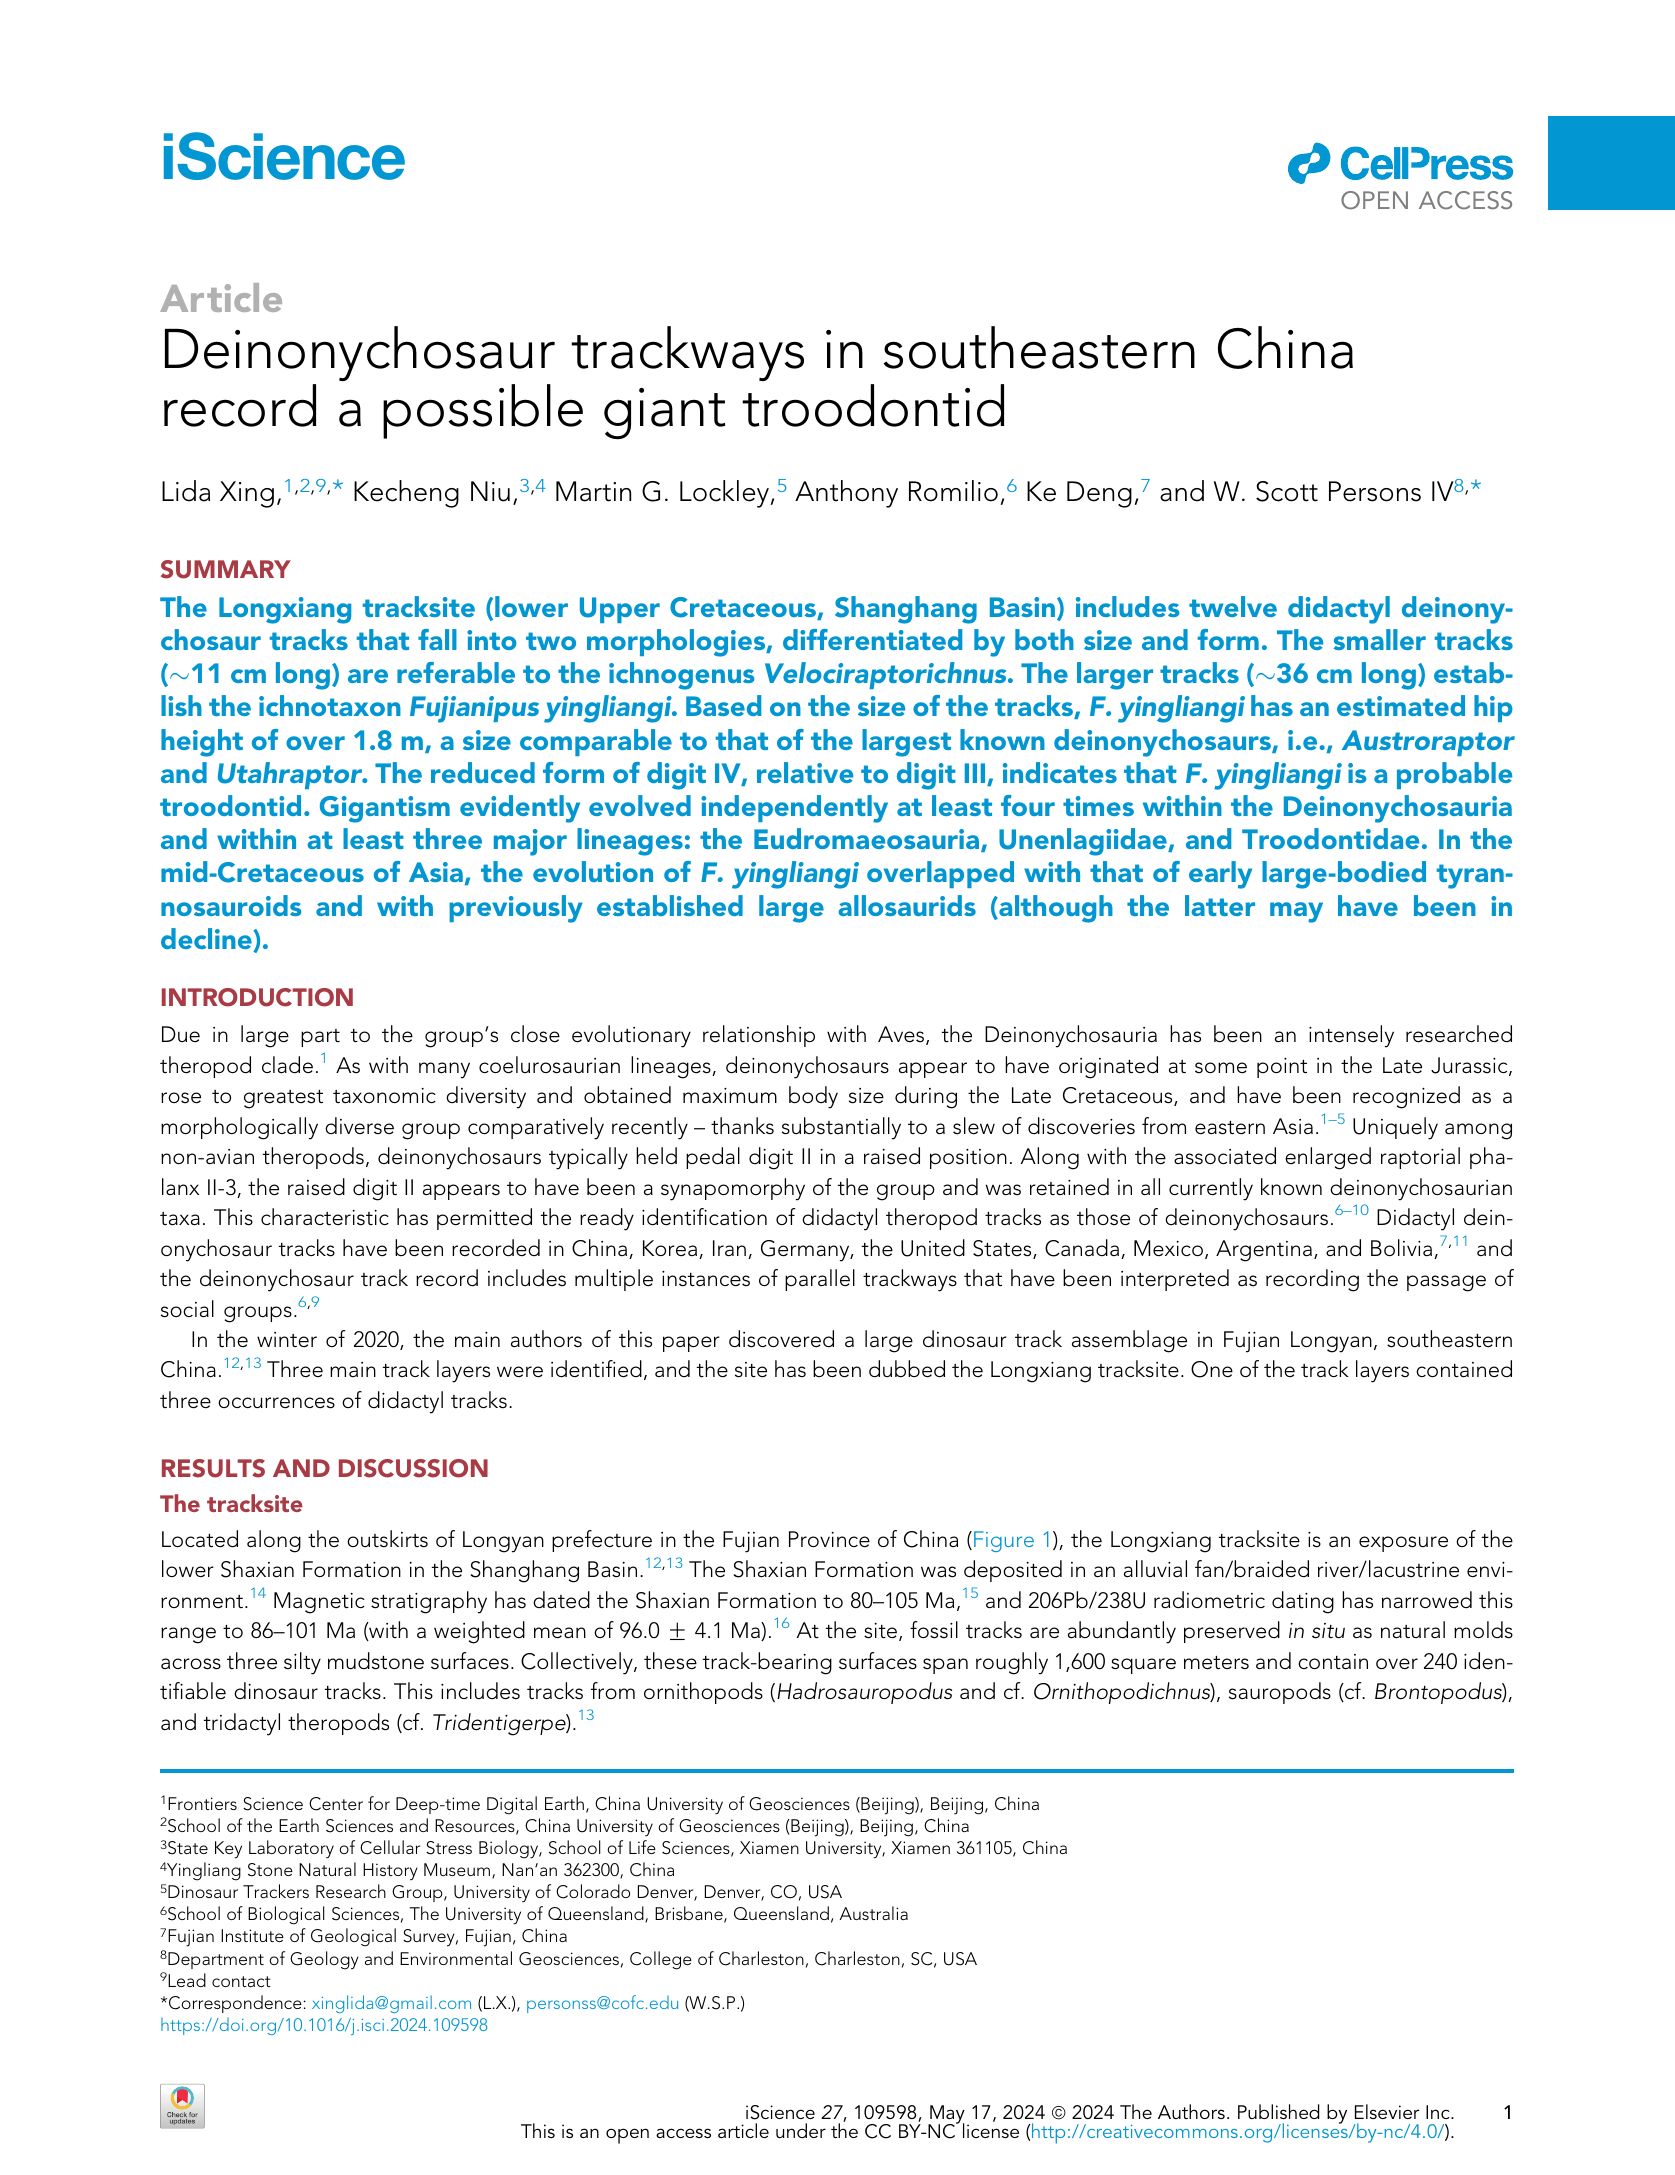 iScience
CellPress
OPEN ACCESS
Article
Deinonychosaur trackways in southeastern China
record a possible giant troodontid
Lida Xing,1,2,9,* Kecheng Niu,3,4 Martin G. Lockley,5 Anthony Romilio,6 Ke Deng,7 and W. Scott Persons IV8,*
SUMMARY
The Longxiang tracksite (lower Upper Cretaceous, Shanghang Basin) includes twelve didactyl deinony-
chosaur tracks that fall into two morphologies, differentiated by both size and form. The smaller tracks
(~11 cm long) are referable to the ichnogenus Velociraptorichnus. The larger tracks (~36 cm long) estab-
lish the ichnotaxon Fujianipus yingliangi. Based on the size of the tracks, F. yingliangi has an estimated hip
height of over 1.8 m, a size comparable to that of the largest known deinonychosaurs, i.e., Austroraptor
and Utahraptor. The reduced form of digit IV, relative to digit III, indicates that F. yingliangi is a probable
troodontid. Gigantism evidently evolved independently at least four times within the Deinonychosauria
and within at least three major lineages: the Eudromaeosauria, Unenlagiidae, and Troodontidae. In the
mid-Cretaceous of Asia, the evolution of F. yingliangi overlapped with that of early large-bodied tyran-
nosauroids and with previously established large allosaurids (although the latter may have been in
decline).
INTRODUCTION
Due in large part to the group's close evolutionary relationship with Aves, the Deinonychosauria has been an intensely researched
theropod clade.1 As with many coelurosaurian lineages, deinonychosaurs appear to have originated at some point in the Late Jurassic,
rose to greatest taxonomic diversity and obtained maximum body size during the Late Cretaceous, and have been recognized as a
morphologically diverse group comparatively recently – thanks substantially to a slew of discoveries from eastern Asia.1–5 Uniquely among
non-avian theropods, deinonychosaurs typically held pedal digit II in a raised position. Along with the associated enlarged raptorial pha-
lanx II-3, the raised digit II appears to have been a synapomorphy of the group and was retained in all currently known deinonychosaurian
taxa. This characteristic has permitted the ready identification of didactyl theropod tracks as those of deinonychosaurs.6–10 Didactyl dein-
onychosaur tracks have been recorded in China, Korea, Iran, Germany, the United States, Canada, Mexico, Argentina, and Bolivia,7,11 and
the deinonychosaur track record includes multiple instances of parallel trackways that have been interpreted as recording the passage of
social groups.6,9
In the winter of 2020, the main authors of this paper discovered a large dinosaur track assemblage in Fujian Longyan, southeastern
China.12,13 Three main track layers were identified, and the site has been dubbed the Longxiang tracksite. One of the track layers contained
three occurrences of didactyl tracks.
RESULTS AND DISCUSSION
The tracksite
Located along the outskirts of Longyan prefecture in the Fujian Province of China (Figure 1), the Longxiang tracksite is an exposure of the
lower Shaxian Formation in the Shanghang Basin.12,13 The Shaxian Formation was deposited in an alluvial fan/braided river/lacustrine envi-
ronment.14 Magnetic stratigraphy has dated the Shaxian Formation to 80–105 Ma,15 and 206Pb/238U radiometric dating has narrowed this
range to 86–101 Ma (with a weighted mean of 96.0 ± 4.1 Ma).16 At the site, fossil tracks are abundantly preserved in situ as natural molds
across three silty mudstone surfaces. Collectively, these track-bearing surfaces span roughly 1,600 square meters and contain over 240 iden-
tifiable dinosaur tracks. This includes tracks from ornithopods (Hadrosauropodus and cf. Ornithopodichnus), sauropods (cf. Brontopodus),
and tridactyl theropods (cf. Tridentigerpe).13
1Frontiers Science Center for Deep-time Digital Earth, China University of Geosciences (Beijing), Beijing, China
2School of the Earth Sciences and Resources, China University of Geosciences (Beijing), Beijing, China
3State Key Laboratory of Cellular Stress Biology, School of Life Sciences, Xiamen University, Xiamen 361105, China
4Yingliang Stone Natural History Museum, Nan'an 362300, China
5Dinosaur Trackers Research Group, University of Colorado Denver, Denver, CO, USA
6School of Biological Sciences, The University of Queensland, Brisbane, Queensland, Australia
7Fujian Institute of Geological Survey, Fujian, China
8Department of Geology and Environmental Geosciences, College of Charleston, Charleston, SC, USA
9Lead contact
*Correspondence: xinglida@gmail.com (L.X.), personss@cofc.edu (W.S.P.)
https://doi.org/10.1016/j.isci.2024.109598
Check for
updates
iScience 27, 109598, May 17, 2024 © 2024 The Authors. Published by Elsevier Inc. 1
This is an open access article under the CC BY-NC license (http://creativecommons.org/licenses/by-nc/4.0/).